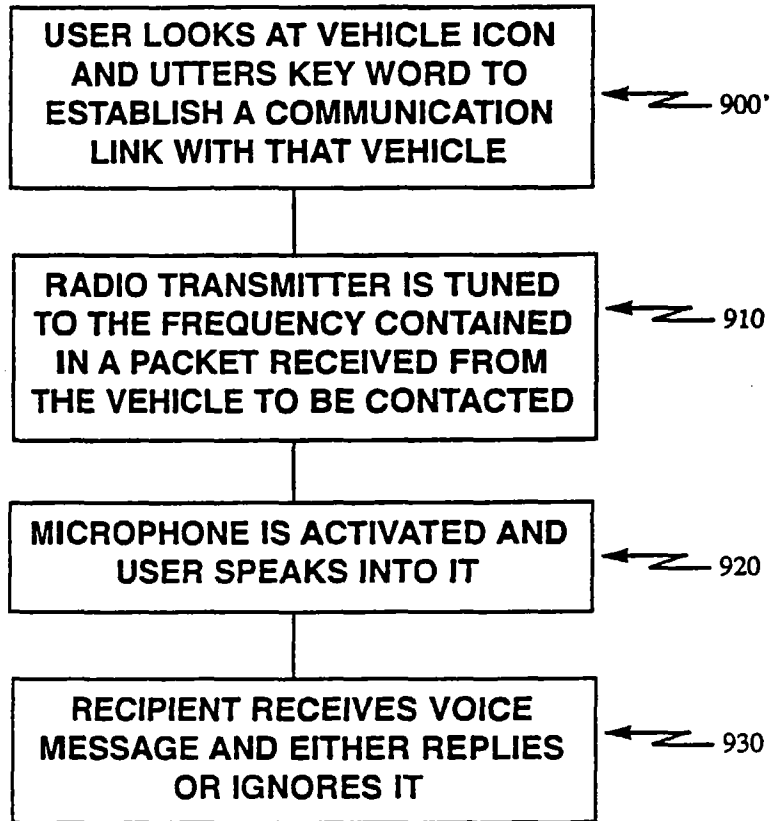 USER LOOKS AT VEHICLE ICON
AND UTTERS KEY WORD TO
ESTABLISH A COMMUNICATION
LINK WITH THAT VEHICLE
900'
RADIO TRANSMITTER IS TUNED
TO THE FREQUENCY CONTAINED
IN A PACKET RECEIVED FROM
THE VEHICLE TO BE CONTACTED
910
MICROPHONE IS ACTIVATED AND
USER SPEAKS INTO IT
920
RECIPIENT RECEIVES VOICE
MESSAGE AND EITHER REPLIES
OR IGNORES IT
930